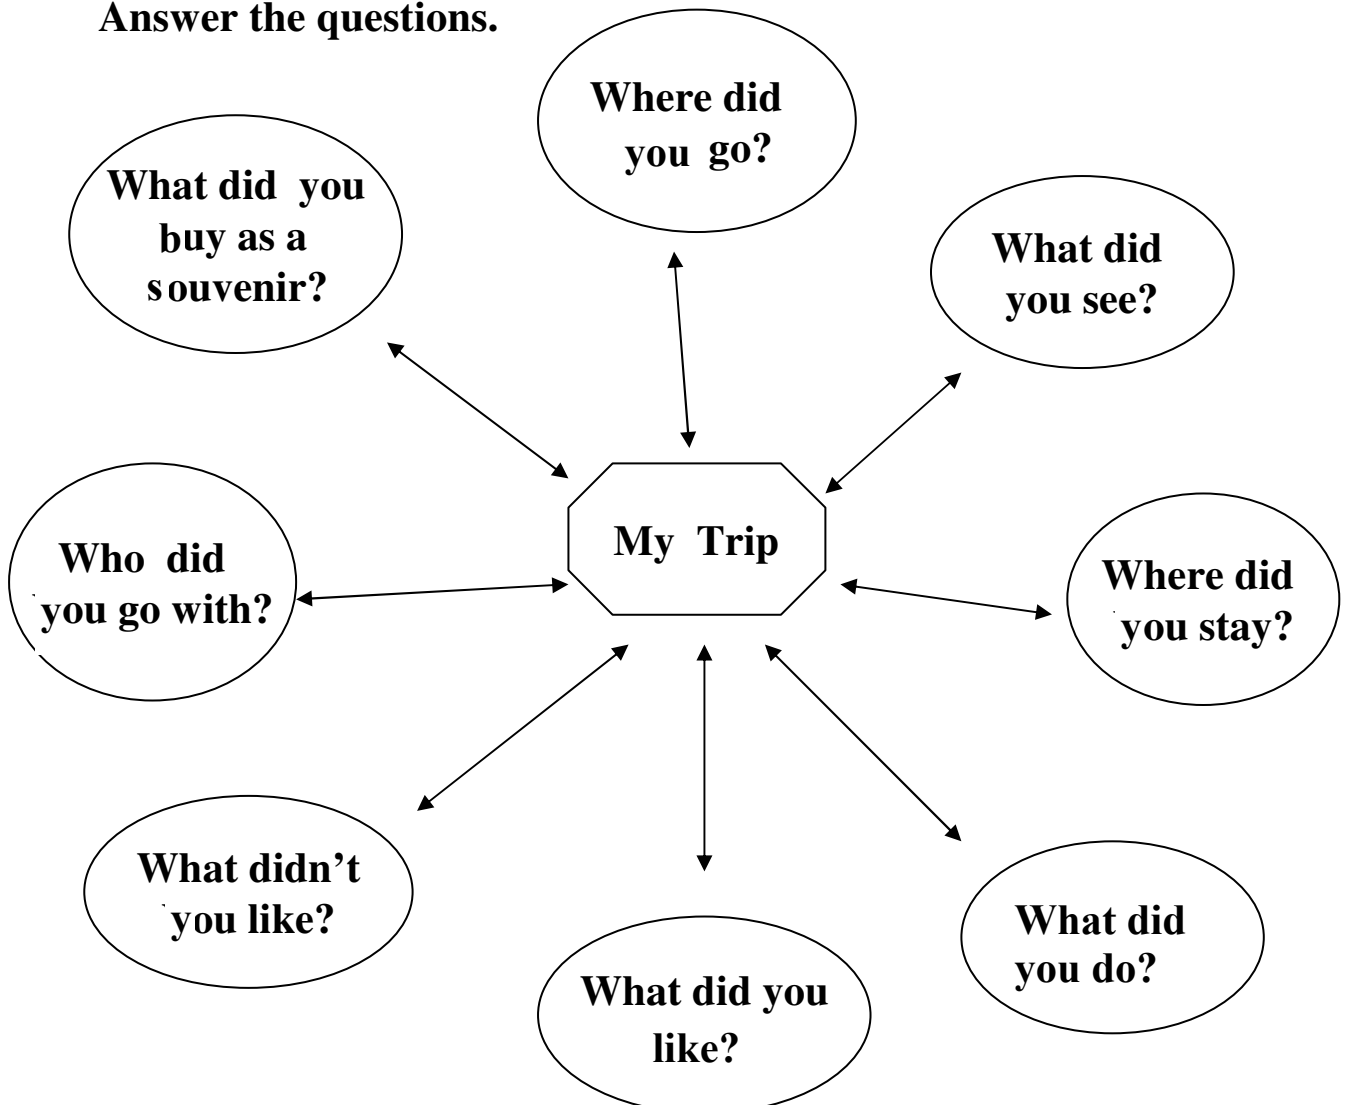 Answer the questions.
Where did
you go?
What did you
buy as a
souvenir?
What did
you see?
My Trip
Who did
you go with?
Where did
you stay?
What didn't
you like?
What did you
like?
What did
you do?